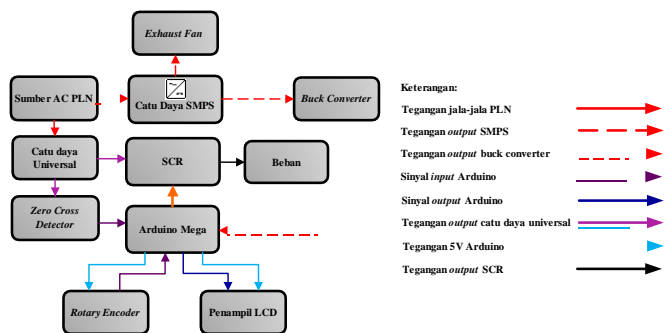 Exhaust Fan
Sumber AC PLN
Catu Daya SMPS
Buck Converter
Catu daya
Universal
SCR
Beban
Zero Cross
Detector
Arduino Mega
Rotary Encoder
Penampil LCD
Keterangan:
Tegangan jala-jala PLN
Tegangan output SMPS
Tegangan output buck converter
Sinyal input Arduino
Sinyal output Arduino
Tegangan output catu daya universal
Tegangan 5V Arduino
Tegangan output SCR